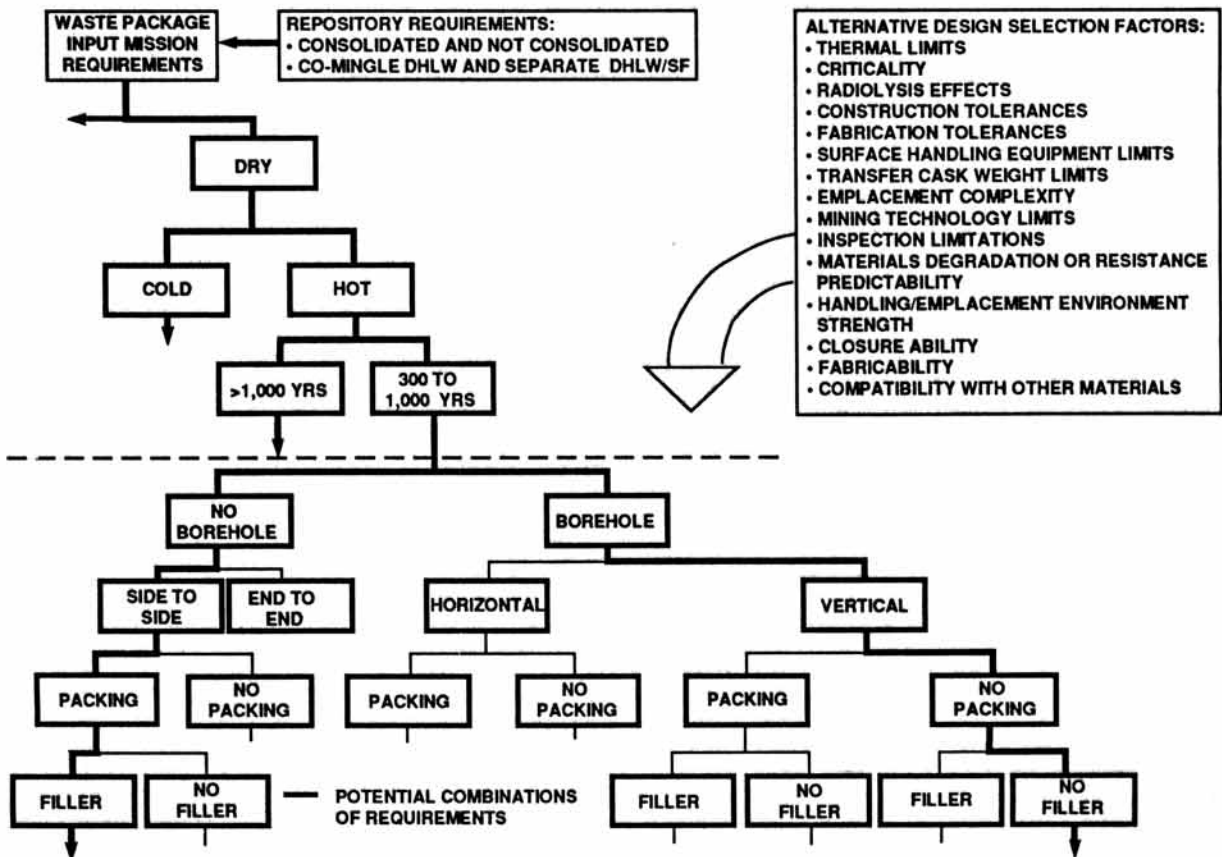 WASTE PACKAGE
INPUT MISSION
REQUIREMENTS
REPOSITORY REQUIREMENTS:
• CONSOLIDATED AND NOT CONSOLIDATED
• CO-MINGLE DHLW AND SEPARATE DHLW/SF
ALTERNATIVE DESIGN SELECTION FACTORS:
• THERMAL LIMITS
• CRITICALITY
• RADIOLYSIS EFFECTS
• CONSTRUCTION TOLERANCES
• FABRICATION TOLERANCES
• SURFACE HANDLING EQUIPMENT LIMITS
• TRANSFER CASK WEIGHT LIMITS
• EMPLACEMENT COMPLEXITY
• MINING TECHNOLOGY LIMITS
• INSPECTION LIMITATIONS
• MATERIALS DEGRADATION OR RESISTANCE
PREDICTABILITY
• HANDLING/EMPLACEMENT ENVIRONMENT
STRENGTH
• CLOSURE ABILITY
• FABRICABILITY
• COMPATIBILITY WITH OTHER MATERIALS
DRY
COLD
HOT
>1,000 YRS
300 TO
1,000 YRS
NO
BOREHOLE
BOREHOLE
SIDE TO
SIDE
END TO
END
HORIZONTAL
VERTICAL
PACKING
NO
PACKING
PACKING
NO
PACKING
PACKING
NO
PACKING
FILLER
NO
FILLER
POTENTIAL COMBINATIONS
OF REQUIREMENTS
FILLER
NO
FILLER
FILLER
NO
FILLER